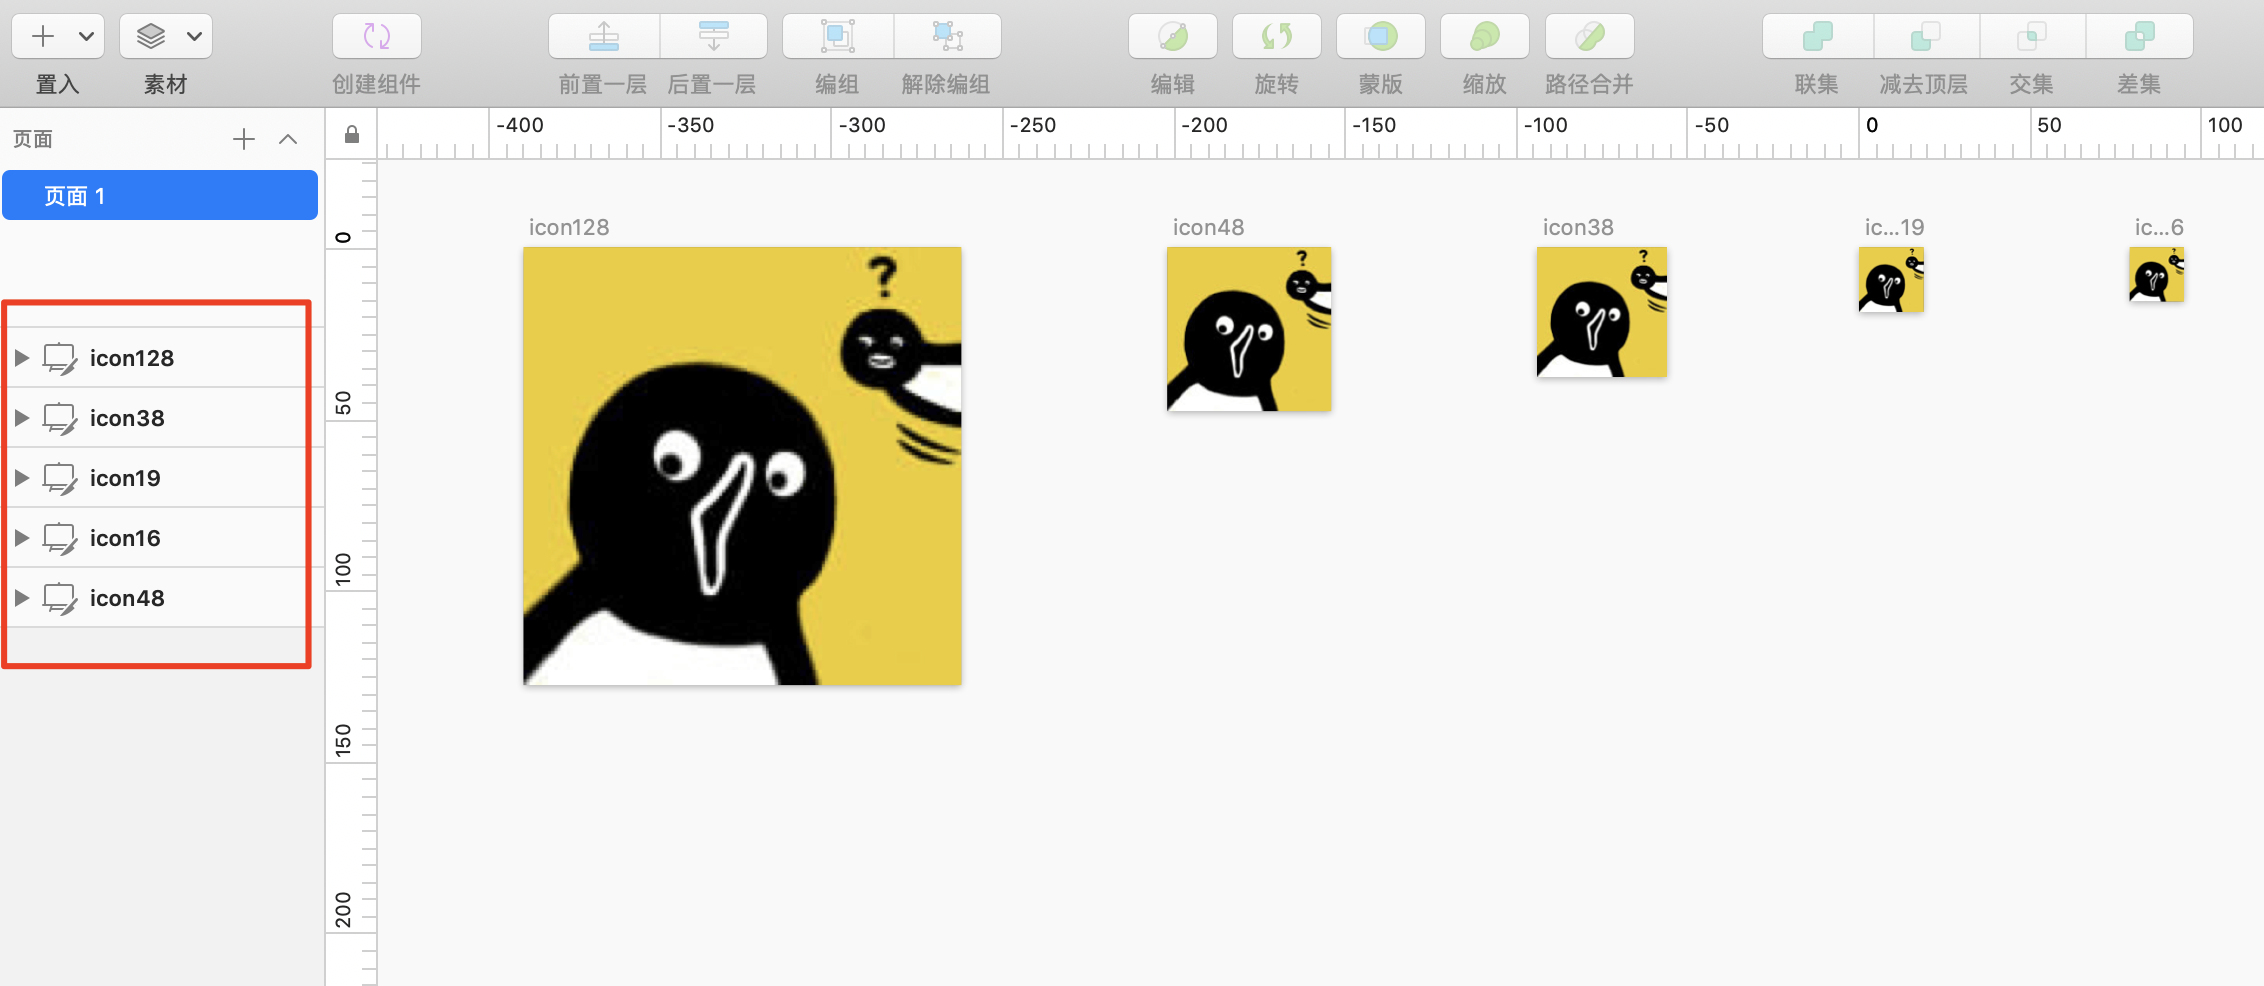 置入
素材
创建组件
前置一层
后置一层
编组
解除编组
编辑
旋转
蒙版
缩放
路径合并
联集
减去顶层
交集
差集
页面
-400
-350
-300
-250
-200
-150
-100
-50
0
50
100
页面 1
icon128
icon38
icon19
icon16
icon48
0
50
100
150
200
icon128
icon48
icon38
ic...19
ic...6
?
?
?
?
?